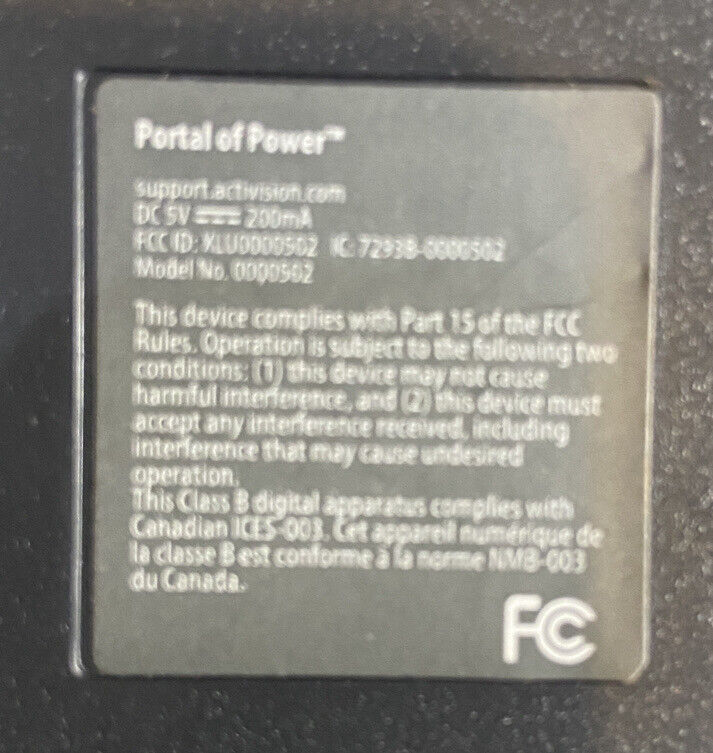 Portal of Power™
support.activision.com
DC 5V ⎓ 200mA
FCC ID: XLU0000502 IC: 7293B-0000502
Model No. 0000502
This device complies with Part 15 of the FCC
Rules. Operation is subject to the following two
conditions: (1) this device may not cause
harmful interference, and (2) this device must
accept any interference received, including
interference that may cause undesired
operation.
This Class B digital apparatus complies with
Canadian ICES-003. Cet appareil numérique de
la classe B est conforme à la norme NMB-003
du Canada.
FC